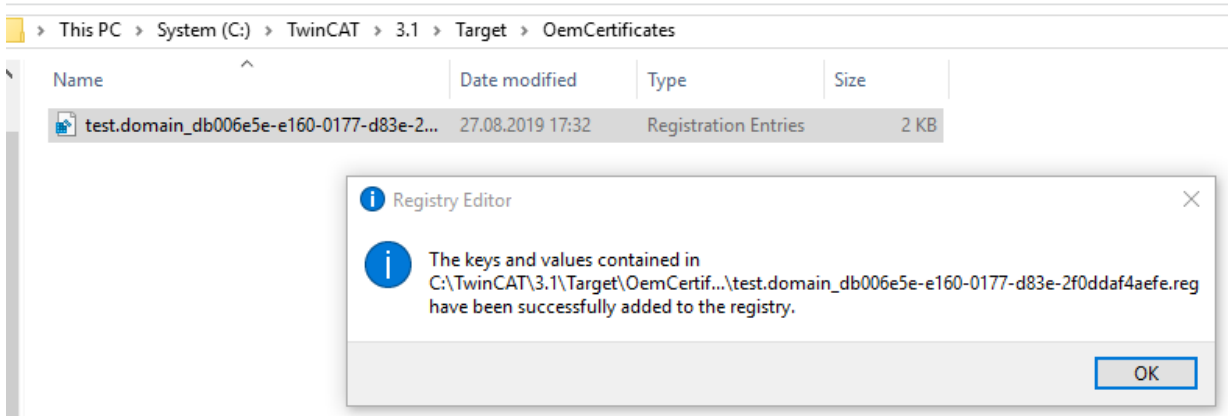 This PC > System (C:) > TwinCAT > 3.1 > Target > OemCertificates
Name Date modified Type Size
test.domain_db006e5e-e160-0177-d83e-2... 27.08.2019 17:32 Registration Entries 2 KB
Registry Editor
The keys and values contained in
C:\TwinCAT\3.1\Target\OemCertif...\test.domain_db006e5e-e160-0177-d83e-2f0ddaf4aefe.reg
have been successfully added to the registry.
OK